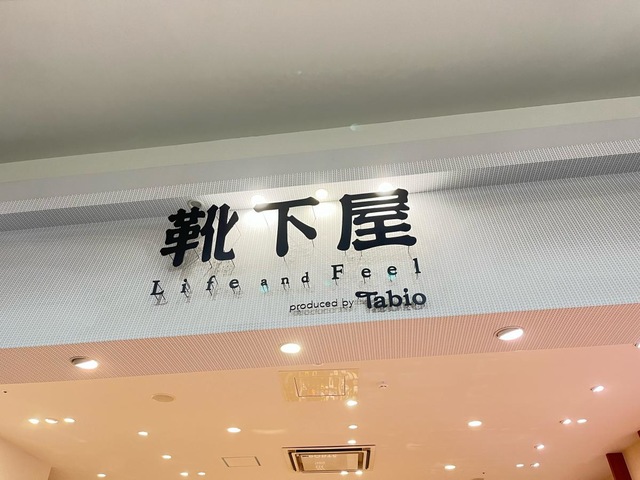 靴下屋
Life and Feel
produced by Tabio